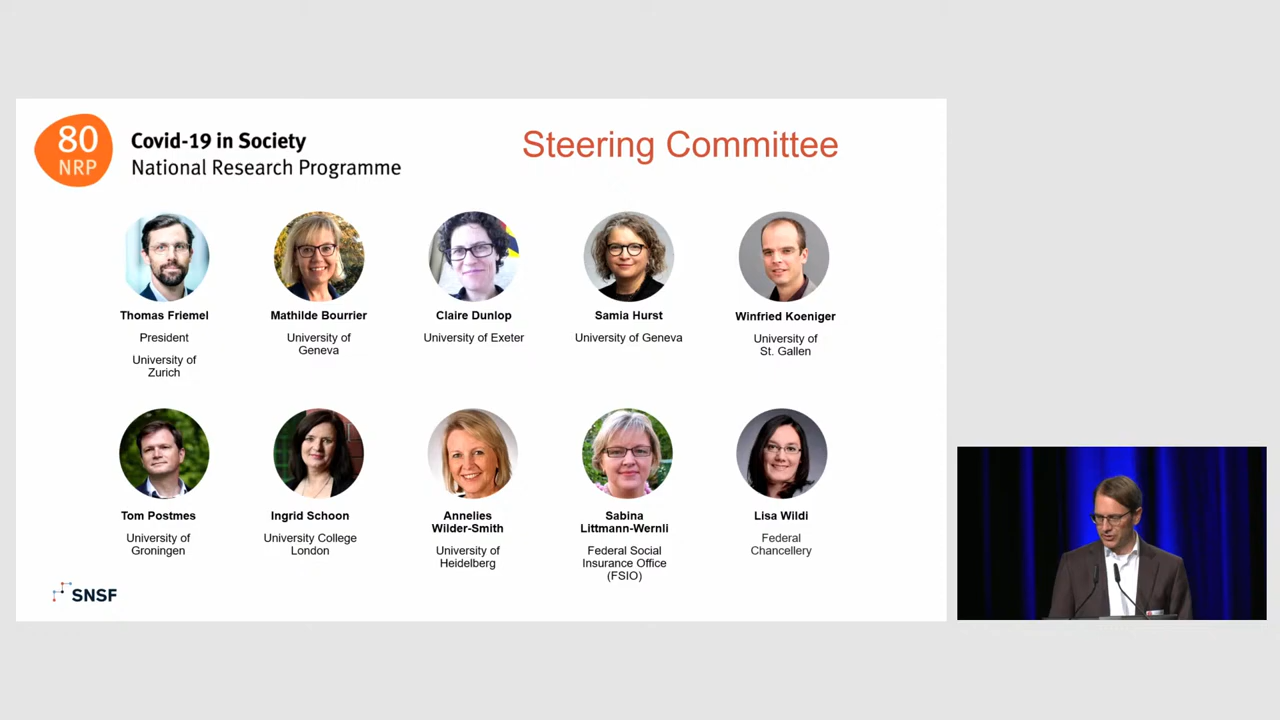 80
NRP
Covid-19 in Society
National Research Programme
Steering Committee
Thomas Friemel
President
University of
Zurich
Mathilde Bourrier
University of
Geneva
Claire Dunlop
University of Exeter
Samia Hurst
University of Geneva
Winfried Koeniger
University of
St. Gallen
Tom Postmes
University of
Groningen
Ingrid Schoon
University College
London
Annelies
Wilder-Smith
University of
Heidelberg
Sabina
Littmann-Wernli
Federal Social
Insurance Office
(FSIO)
Lisa Wildi
Federal
Chancellery
SNSF